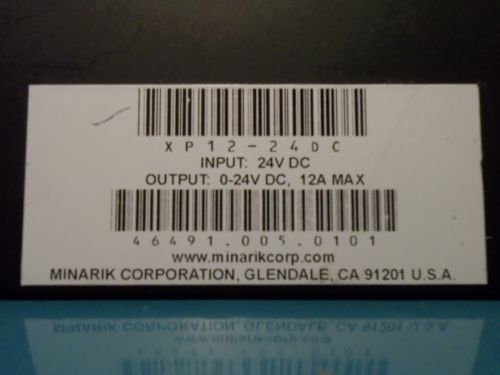 XP12-24DC
INPUT: 24V DC
OUTPUT: 0-24V DC, 12A MAX
46491.005.0101
www.minarikcorp.com
MINARIK CORPORATION, GLENDALE, CA 91201 U.S.A.